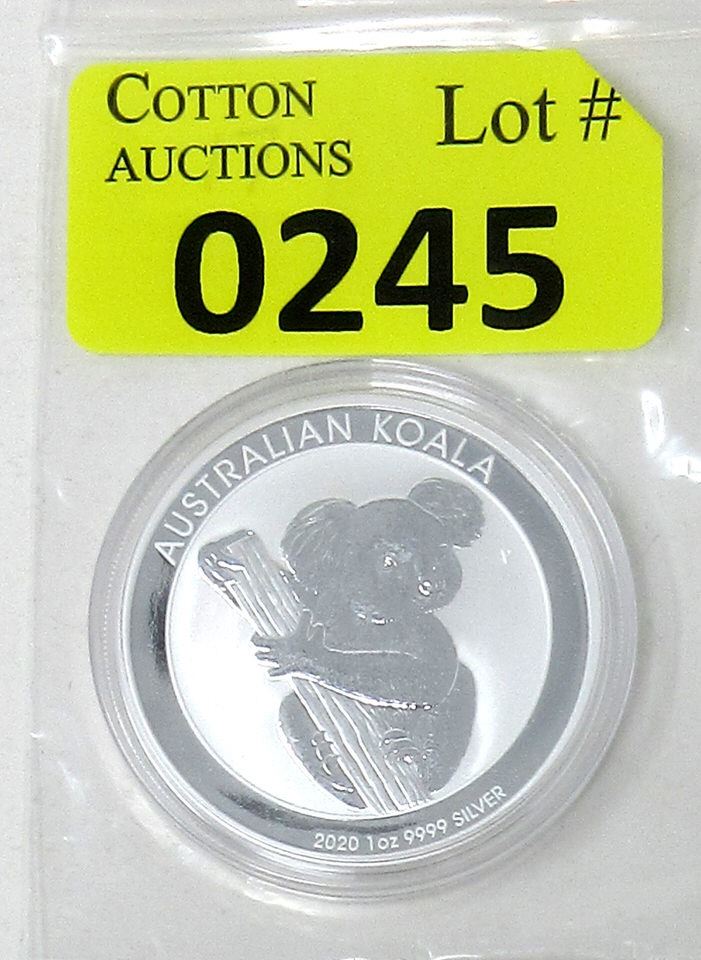 COTTON
AUCTIONS
Lot #
0245
AUSTRALIAN KOALA
2020 1oz 9999 SILVER